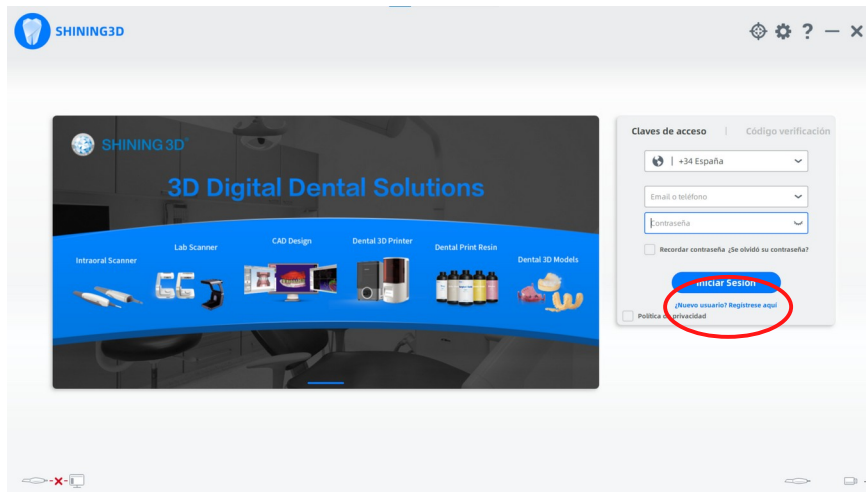 SHINING3D
?
SHINING 3D™
3D Digital Dental Solutions
Intraoral Scanner
Lab Scanner
CAD Design
Dental 3D Printer
Dental Print Resin
Dental 3D Models
Claves de acceso | Código verificación
| +34 España
Email o teléfono
Contraseña
Recordar contraseña ¿Se olvidó su contraseña?
Iniciar Sesión
¿Nuevo usuario? Regístrese aquí
Política de privacidad